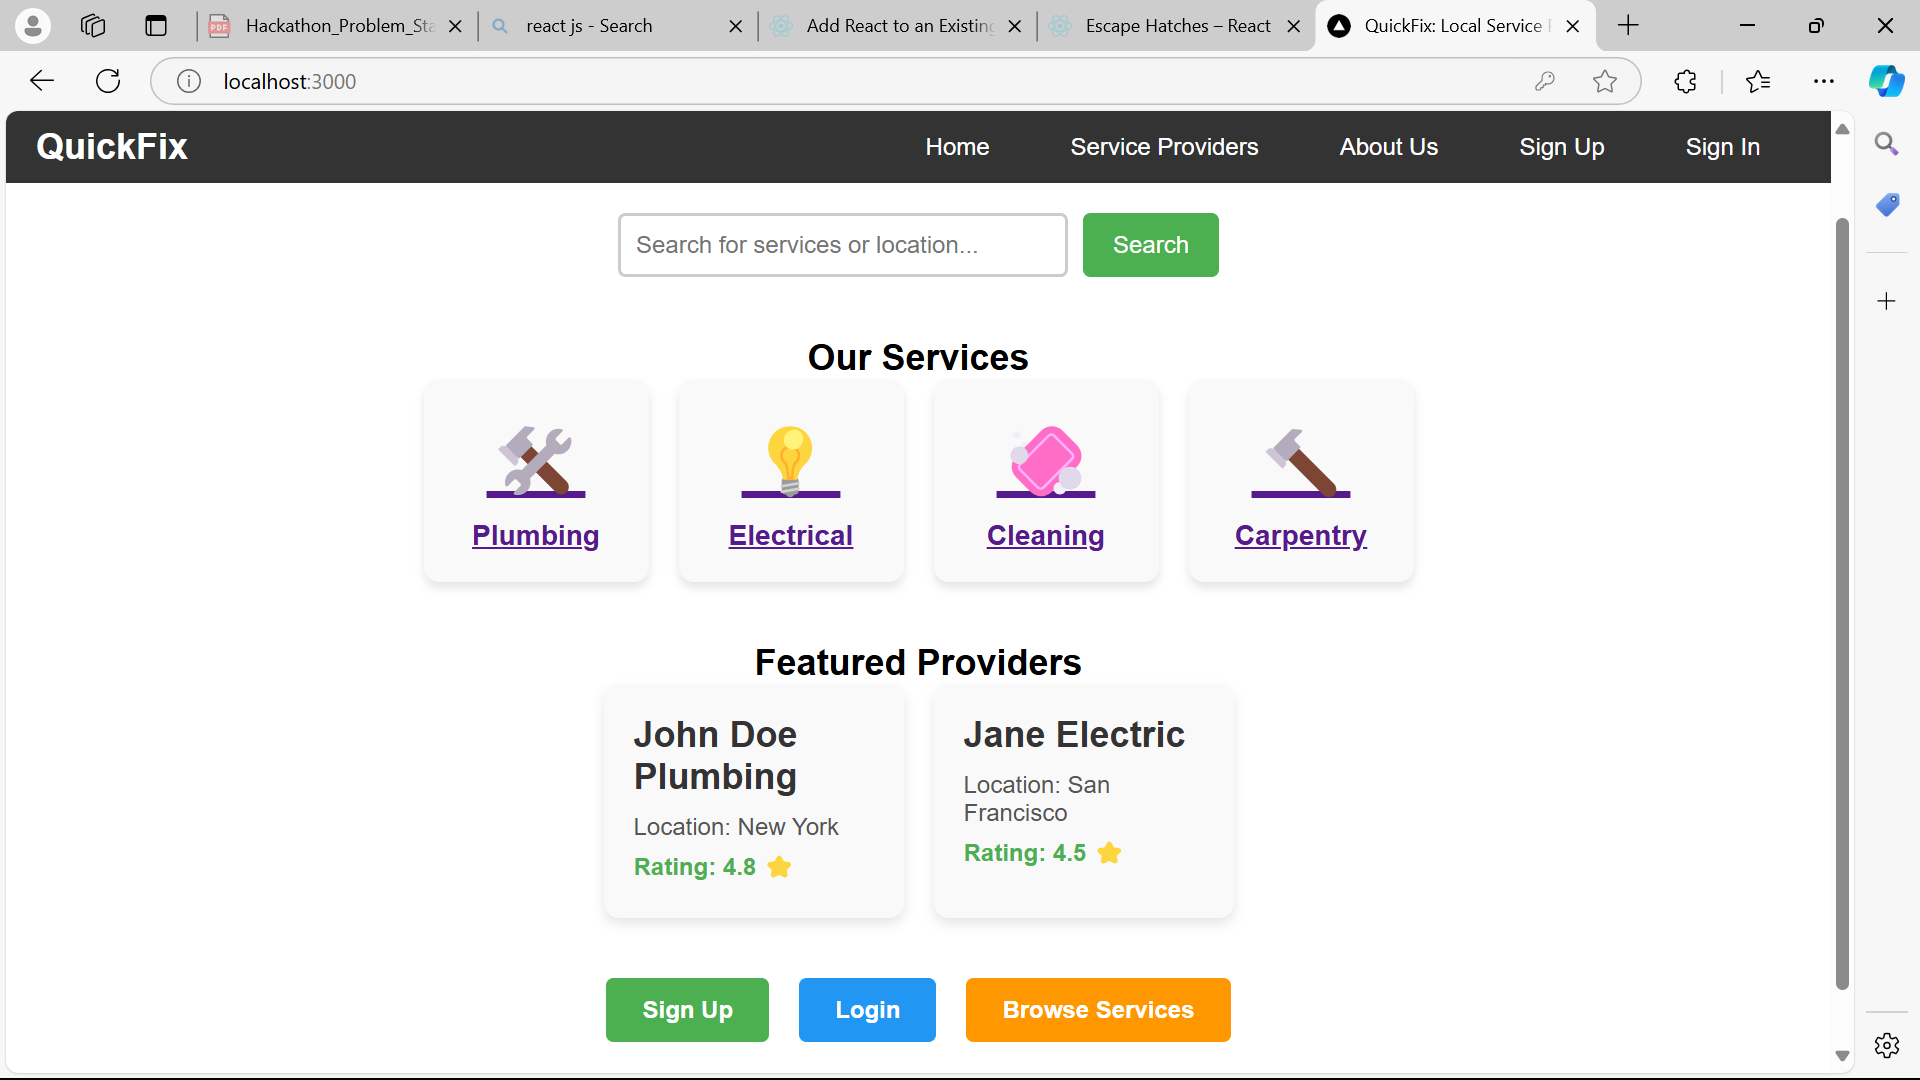 Hackathon_Problem_Sta
react js - Search
Add React to an Existing
Escape Hatches – React
QuickFix: Local Service P
localhost:3000
QuickFix
Home
Service Providers
About Us
Sign Up
Sign In
Search for services or location...
Search
Our Services
Plumbing
Electrical
Cleaning
Carpentry
Featured Providers
John Doe
Plumbing
Location: New York
Rating: 4.8
Jane Electric
Location: San
Francisco
Rating: 4.5
Sign Up
Login
Browse Services